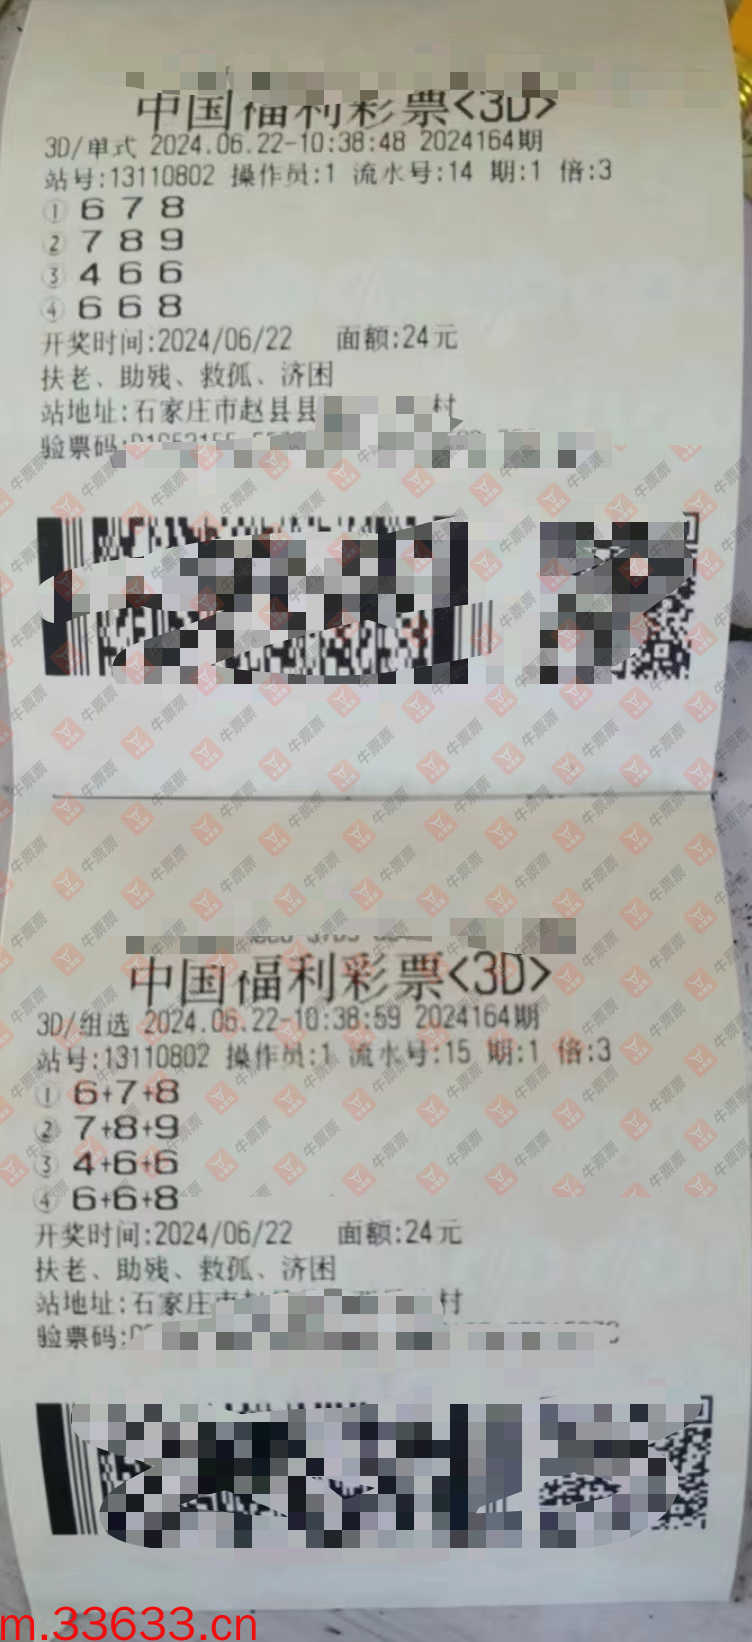 中国福利彩票<3D>
3D/单式 2024.06.22-10:38:48 2024164期
站号:13110802 操作员:1 流水号:14 期:1 倍:3
① 6 7 8
② 7 8 9
③ 4 6 6
④ 6 6 8
开奖时间:2024/06/22 面额:24元
扶老、助残、救孤、济困
站地址:石家庄市赵县县 村
验票码:
中国福利彩票<3D>
3D/组选 2024.06.22-10:38:59 2024164期
站号:13110802 操作员:1 流水号:15 期:1 倍:3
① 6+7+8
② 7+8+9
③ 4+6+6
④ 6+6+8
开奖时间:2024/06/22 面额:24元
扶老、助残、救孤、济困
站地址:石家庄市 村
验票码:
牛票票
m.33633.cn